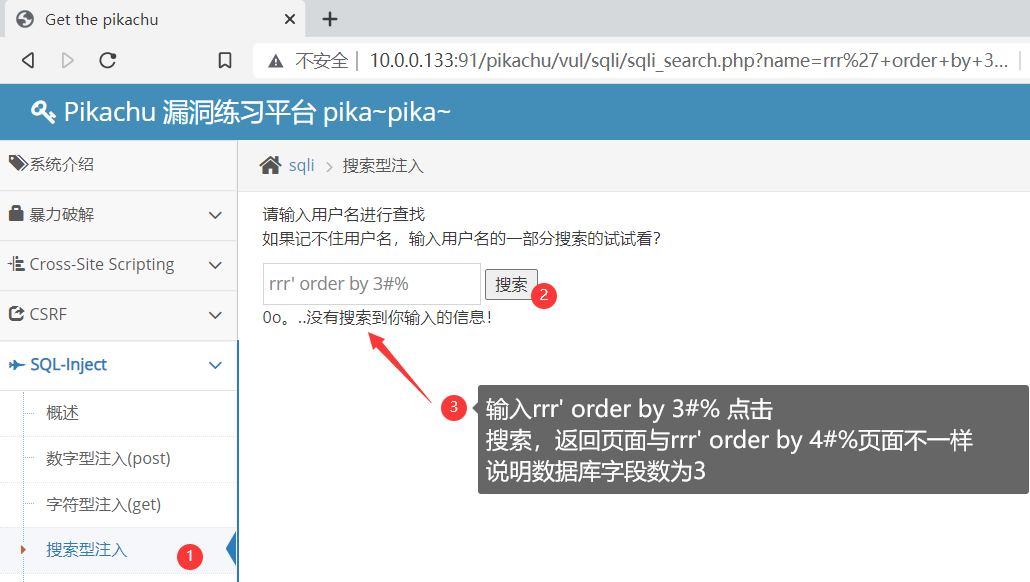 Get the pikachu
不安全 10.0.0.133:91/pikachu/vul/sqli/sqli_search.php?name=rrr%27+order+by+3...
Pikachu 漏洞练习平台 pika~pika~
系统介绍
暴力破解
Cross-Site Scripting
CSRF
SQL-Inject
概述
数字型注入(post)
字符型注入(get)
搜索型注入
1
sqli > 搜索型注入
请输入用户名进行查找
如果记不住用户名，输入用户名的一部分搜索的试试看？
rrr' order by 3#%
搜索
2
0o。..没有搜索到你输入的信息！
3
输入rrr' order by 3#% 点击
搜索，返回页面与rrr' order by 4#%页面不一样
说明数据库字段数为3